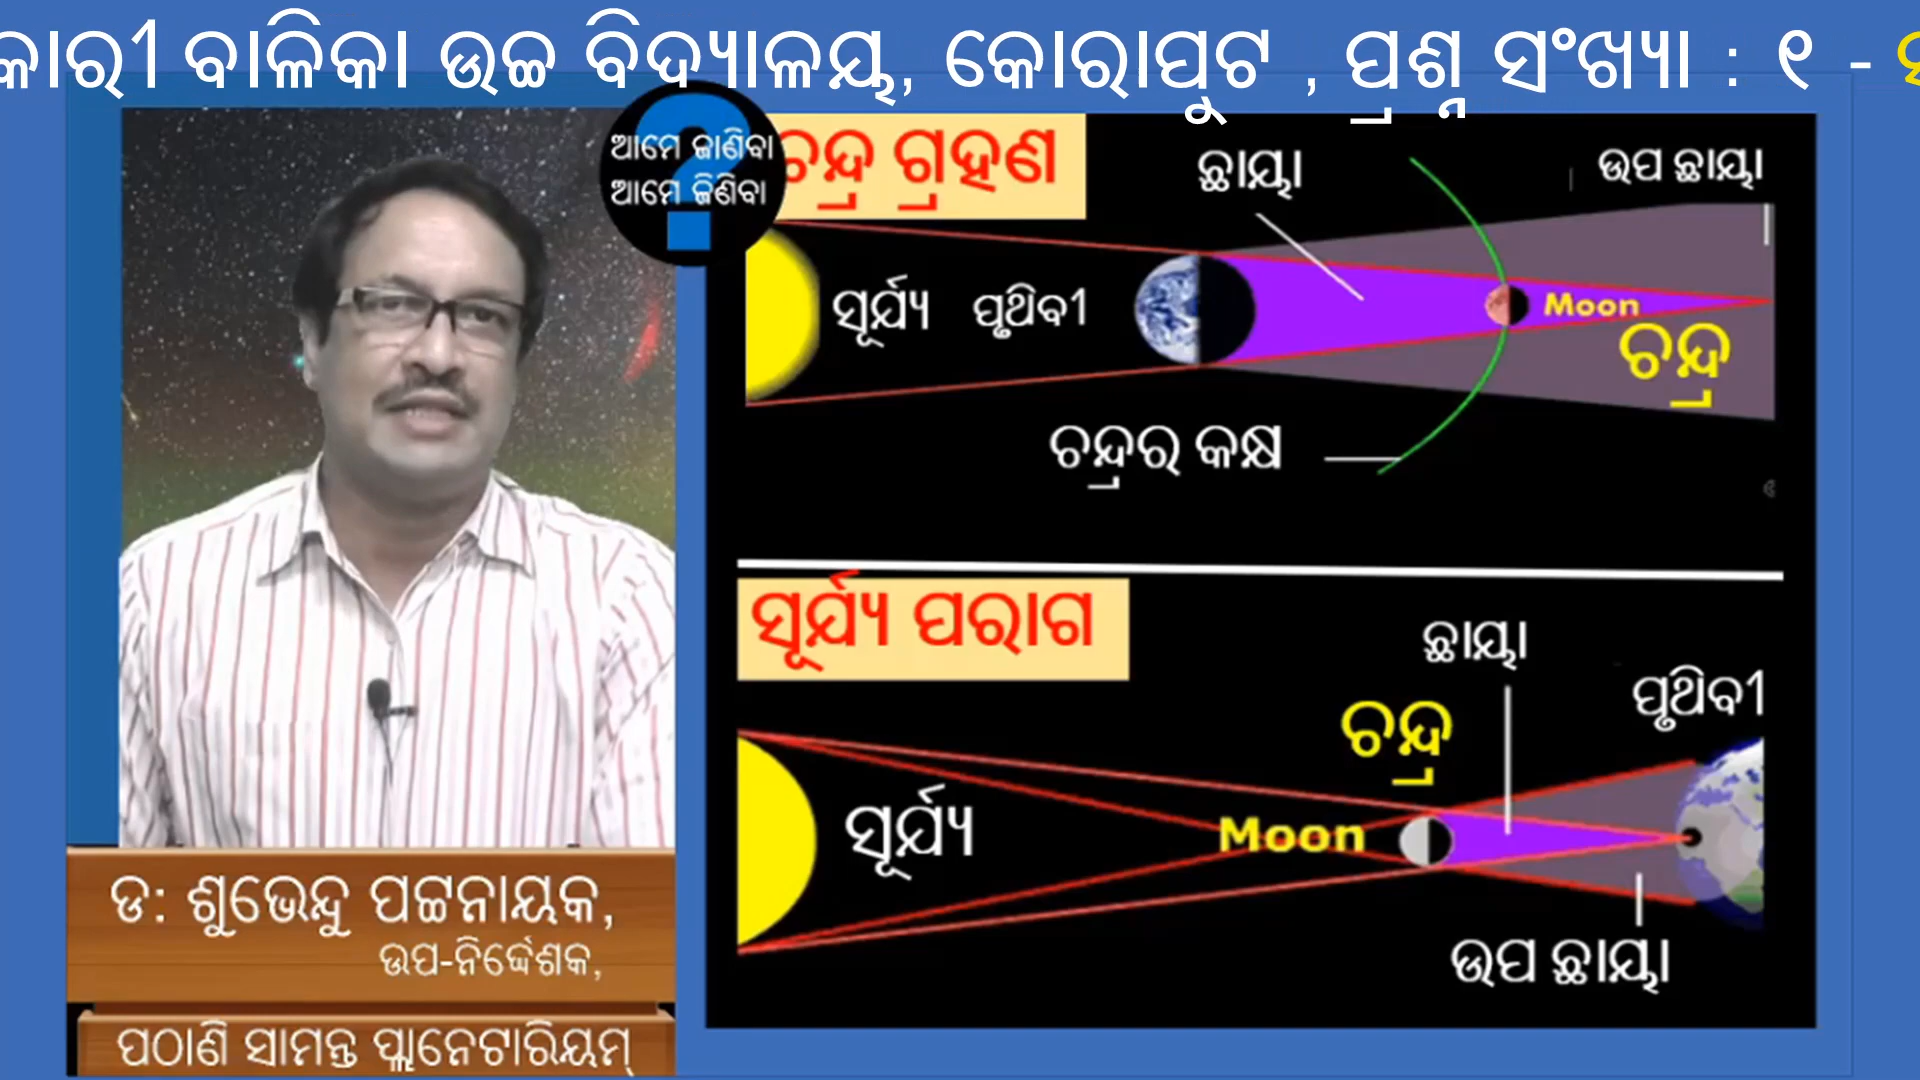 ବାଳିକା ଉଚ୍ଚ ବିଦ୍ୟାଳୟ, କୋରାପୁଟ , ପ୍ରଶ୍ନ ସଂଖ୍ୟା : ୧ -
ଆମେ ଜାଣିବା
ଆମେ ଜିଣିବା
ଚନ୍ଦ୍ର ଗ୍ରହଣ
ଛାୟା
ଉପ ଛାୟା
ସୂର୍ଯ୍ୟ
ପୃଥିବୀ
Moon
ଚନ୍ଦ୍ର
ଚନ୍ଦ୍ରର କକ୍ଷ
ସୂର୍ଯ୍ୟ ପରାଗ
ଛାୟା
ପୃଥିବୀ
ଚନ୍ଦ୍ର
ସୂର୍ଯ୍ୟ
Moon
ଉପ ଛାୟା
ଡ: ଶୁଭେନ୍ଦୁ ପଟ୍ଟନାୟକ,
ଉପ-ନିର୍ଦ୍ଦେଶକ,
ପଠାଣି ସାମନ୍ତ ପ୍ଲାନେଟାରିୟମ୍